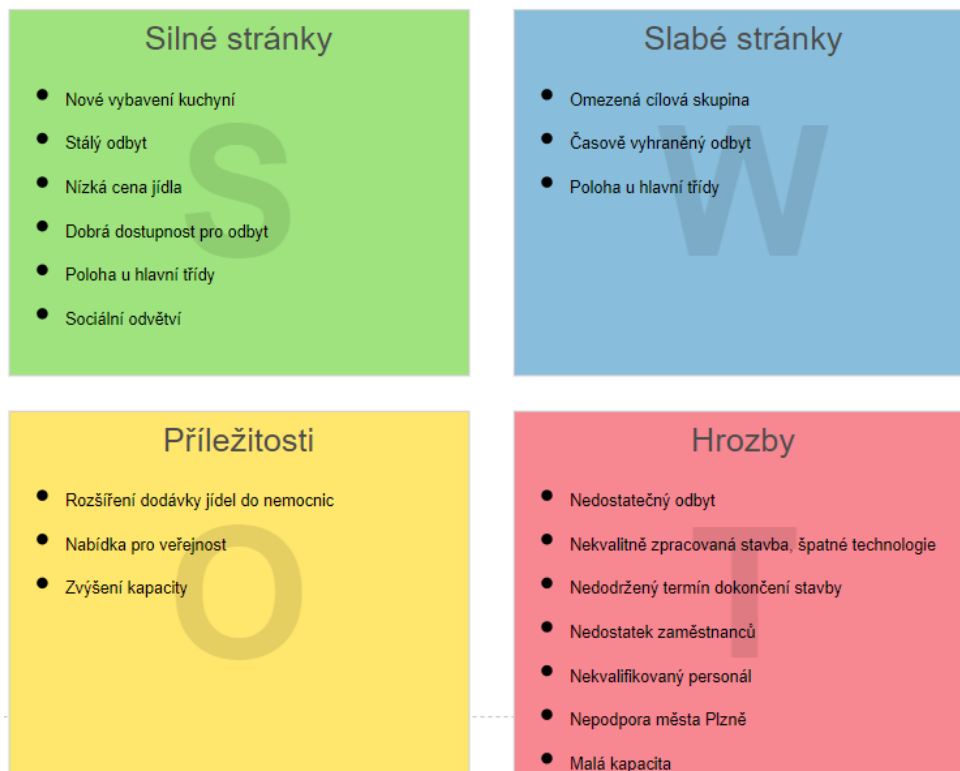 Silné stránky
S
Nové vybavení kuchyní
Stálý odbyt
Nízká cena jídla
Dobrá dostupnost pro odbyt
Poloha u hlavní třídy
Sociální odvětví
Slabé stránky
W
Omezená cílová skupina
Časově vyhraněný odbyt
Poloha u hlavní třídy
Příležitosti
O
Rozšíření dodávky jídel do nemocnic
Nabídka pro veřejnost
Zvýšení kapacity
Hrozby
T
Nedostatečný odbyt
Nekvalitně zpracovaná stavba, špatné technologie
Nedodržený termín dokončení stavby
Nedostatek zaměstnanců
Nekvalifikovaný personál
Nepodpora města Plzně
Malá kapacita